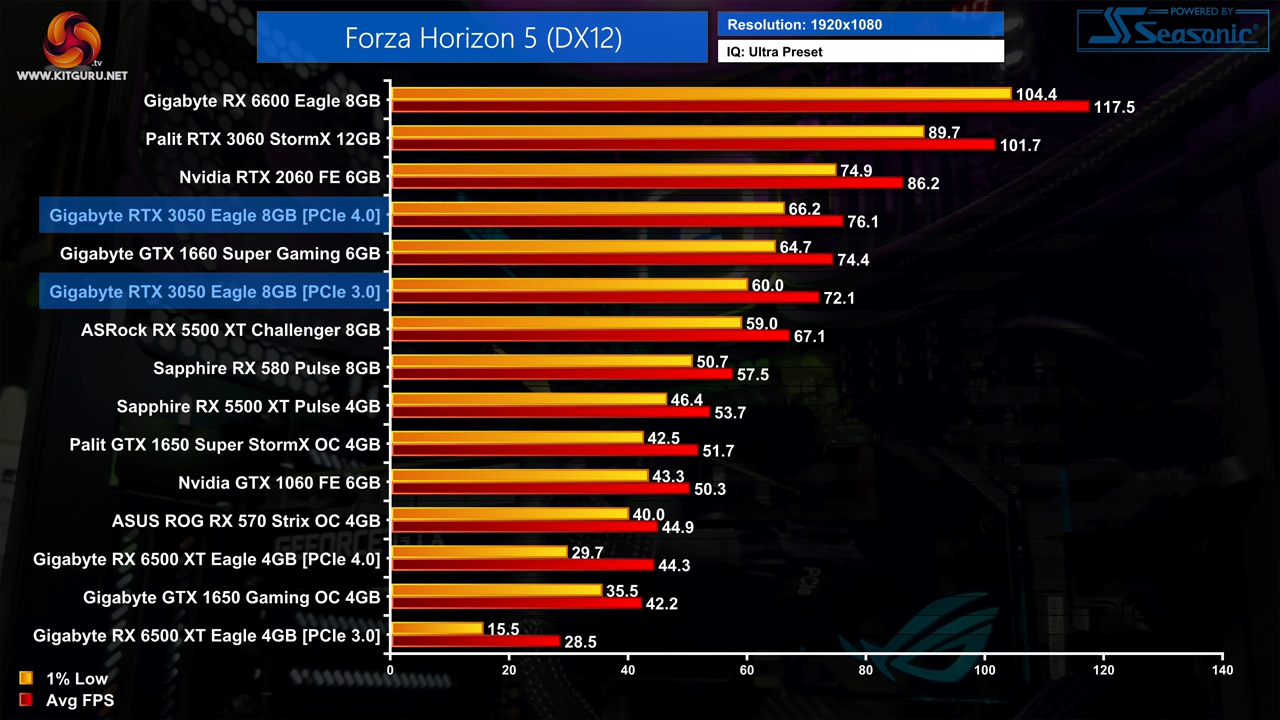 .tv
WWW.KITGURU.NET
Forza Horizon 5 (DX12)
Resolution: 1920x1080
IQ: Ultra Preset
POWERED BY
Seasonic
Gigabyte RX 6600 Eagle 8GB 104.4 117.5
Palit RTX 3060 StormX 12GB 89.7 101.7
Nvidia RTX 2060 FE 6GB 74.9 86.2
Gigabyte RTX 3050 Eagle 8GB [PCIe 4.0] 66.2 76.1
Gigabyte GTX 1660 Super Gaming 6GB 64.7 74.4
Gigabyte RTX 3050 Eagle 8GB [PCIe 3.0] 60.0 72.1
ASRock RX 5500 XT Challenger 8GB 59.0 67.1
Sapphire RX 580 Pulse 8GB 50.7 57.5
Sapphire RX 5500 XT Pulse 4GB 46.4 53.7
Palit GTX 1650 Super StormX OC 4GB 42.5 51.7
Nvidia GTX 1060 FE 6GB 43.3 50.3
ASUS ROG RX 570 Strix OC 4GB 40.0 44.9
Gigabyte RX 6500 XT Eagle 4GB [PCIe 4.0] 29.7 44.3
Gigabyte GTX 1650 Gaming OC 4GB 35.5 42.2
Gigabyte RX 6500 XT Eagle 4GB [PCIe 3.0] 15.5 28.5
0 20 40 60 80 100 120 140
1% Low
Avg FPS
PCIe